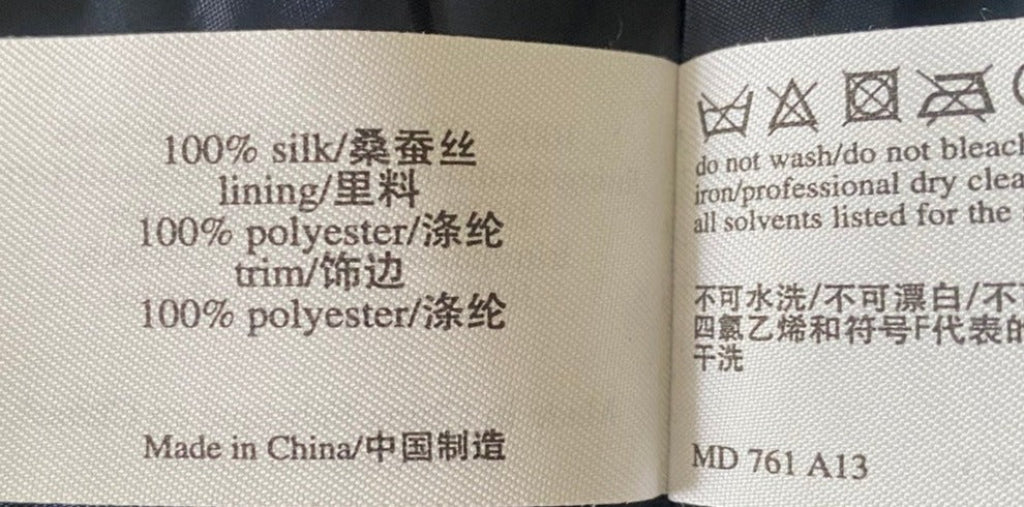 100% silk/桑蚕丝
lining/里料
100% polyester/涤纶
trim/饰边
100% polyester/涤纶
Made in China/中国制造
do not wash/do not bleach
iron/professional dry clea
all solvents listed for the
不可水洗/不可漂白/不
四氯乙烯和符号F代表的
干洗
MD 761 A13